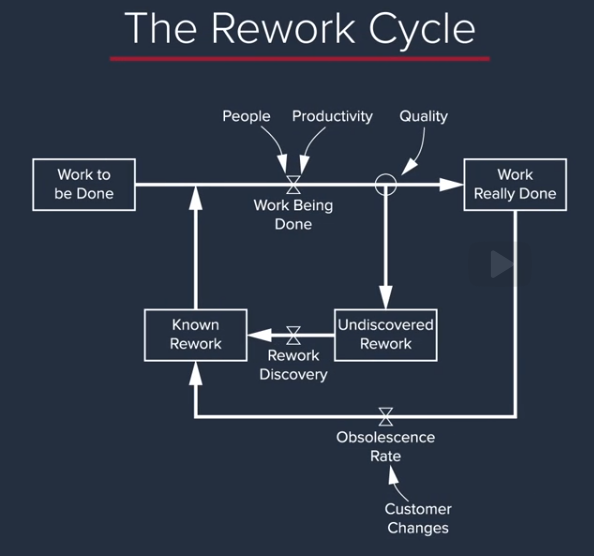 The Rework Cycle
People
Productivity
Quality
Work to
be Done
Work Being
Done
Work
Really Done
Known
Rework
Rework
Discovery
Undiscovered
Rework
Obsolescence
Rate
Customer
Changes